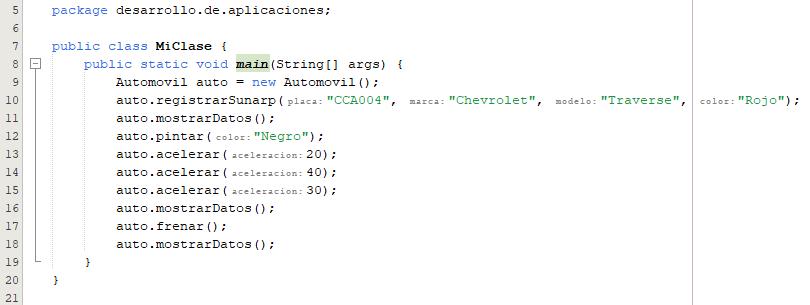 5 package desarrollo.de.aplicaciones;
6
7 public class MiClase {
8 public static void main(String[] args) {
9 Automovil auto = new Automovil();
10 auto.registrarSunarp( placa: "CCA004", marca: "Chevrolet", modelo: "Traverse", color: "Rojo");
11 auto.mostrarDatos();
12 auto.pintar( color: "Negro");
13 auto.acelerar( aceleracion: 20);
14 auto.acelerar( aceleracion: 40);
15 auto.acelerar( aceleracion: 30);
16 auto.mostrarDatos();
17 auto.frenar();
18 auto.mostrarDatos();
19 }
20 }
21